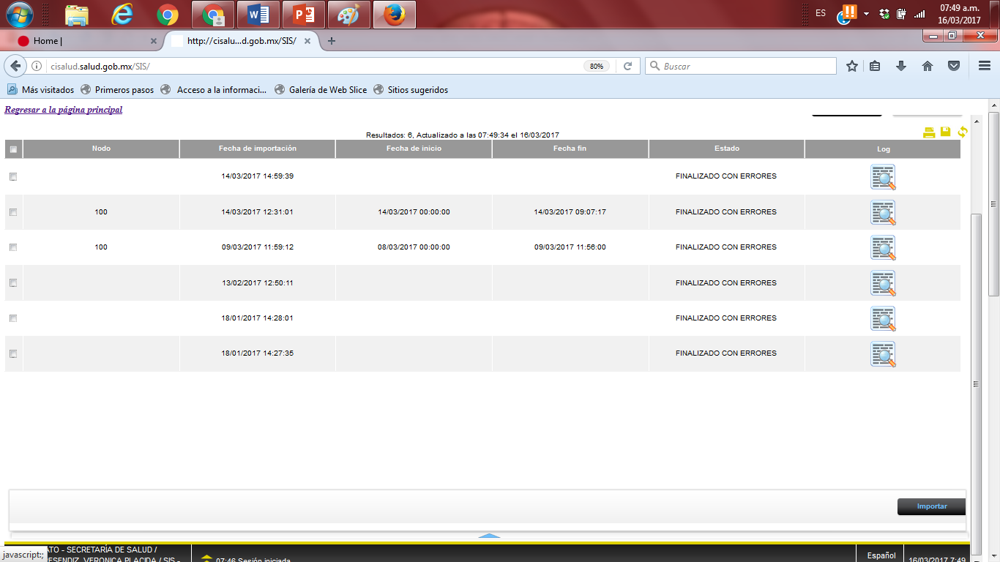 ES
07:49 a.m.
16/03/2017
Home |
http://cisalu...d.gob.mx/SIS/
cisalud.salud.gob.mx/SIS/
80%
Buscar
Más visitados
Primeros pasos
Acceso a la informaci...
Galería de Web Slice
Sitios sugeridos
Regresar a la página principal
Resultados: 6, Actualizado a las 07:49:34 el 16/03/2017
Nodo Fecha de importación Fecha de inicio Fecha fin Estado Log
14/03/2017 14:59:39 FINALIZADO CON ERRORES
100 14/03/2017 12:31:01 14/03/2017 00:00:00 14/03/2017 09:07:17 FINALIZADO CON ERRORES
100 09/03/2017 11:59:12 08/03/2017 00:00:00 09/03/2017 11:56:00 FINALIZADO CON ERRORES
13/02/2017 12:50:11 FINALIZADO CON ERRORES
18/01/2017 14:28:01 FINALIZADO CON ERRORES
18/01/2017 14:27:35 FINALIZADO CON ERRORES
Importar
ATO - SECRETARÍA DE SALUD /
ESENDIZ, VERONICA PLACIDA / SIS -
javascript:;
07:46 Sesión iniciada
Español
16/03/2017 7:49